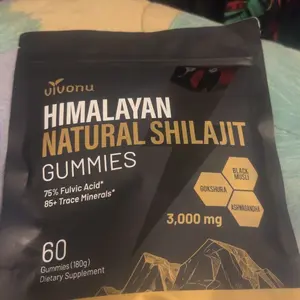 vivonu
HIMALAYAN
NATURAL SHILAJIT
GUMMIES
75% Fulvic Acid*
85+ Trace Minerals*
BLACK
MUSLI
GOKSHURA
ASHWAGANDHA
3,000 mg
60
Gummies (180g)
Dietary Supplement